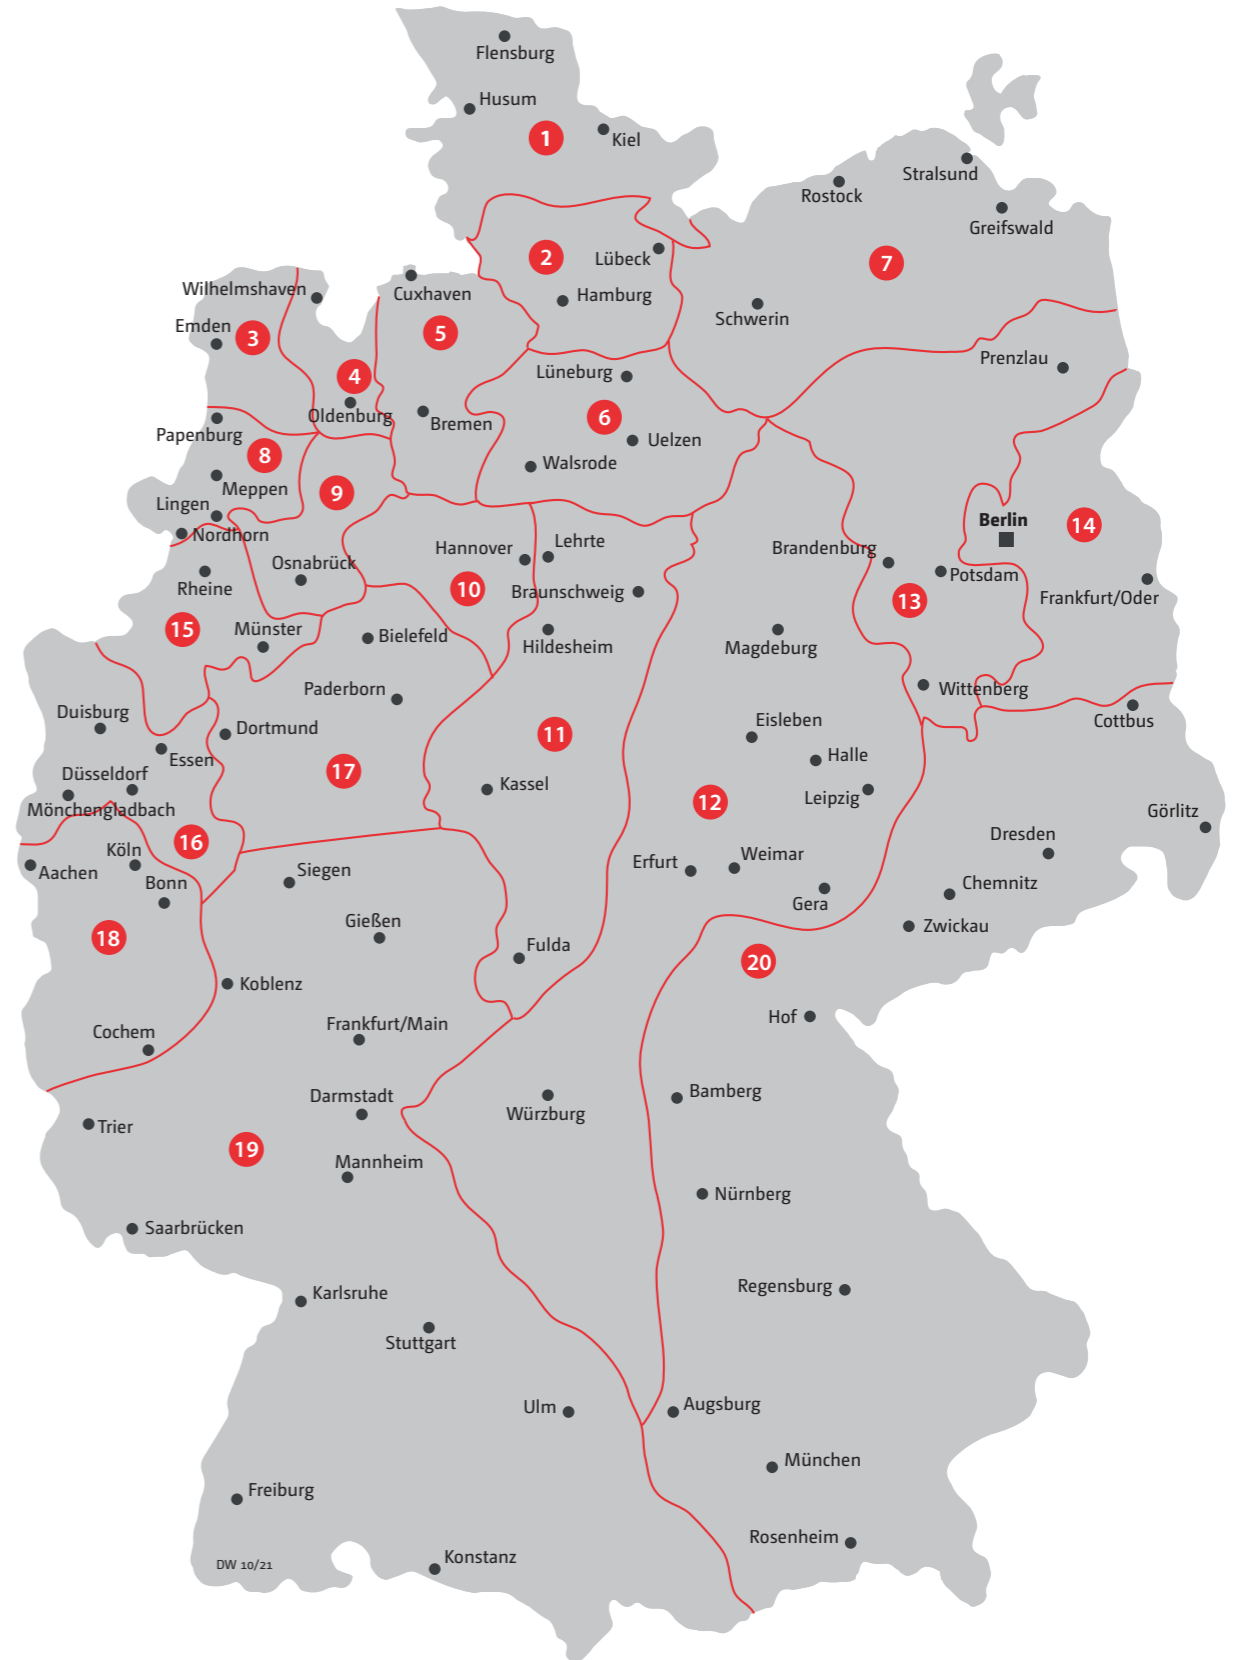 Flensburg
Husum
1
Kiel
Stralsund
Rostock
Greifswald
2
Lübeck
7
Wilhelmshaven
Cuxhaven
Hamburg
Schwerin
Emden
3
5
Prenzlau
4
Lüneburg
Oldenburg
6
Papenburg
Bremen
Uelzen
8
Walsrode
Meppen
9
Lingen
Berlin
14
Nordhorn
Hannover
Lehrte
Brandenburg
Osnabrück
Potsdam
Rheine
10
Braunschweig
13
Frankfurt/Oder
15
Münster
Bielefeld
Hildesheim
Magdeburg
Paderborn
Wittenberg
Duisburg
Dortmund
11
Eisleben
Cottbus
Essen
Halle
Düsseldorf
17
Kassel
12
Leipzig
Mönchengladbach
Görlitz
16
Dresden
Köln
Aachen
Siegen
Erfurt
Weimar
Bonn
Chemnitz
Gera
Gießen
Zwickau
18
Fulda
20
Koblenz
Hof
Cochem
Frankfurt/Main
Darmstadt
Würzburg
Bamberg
Trier
19
Mannheim
Nürnberg
Saarbrücken
Karlsruhe
Regensburg
Stuttgart
Ulm
Augsburg
München
Freiburg
Rosenheim
DW 10/21
Konstanz